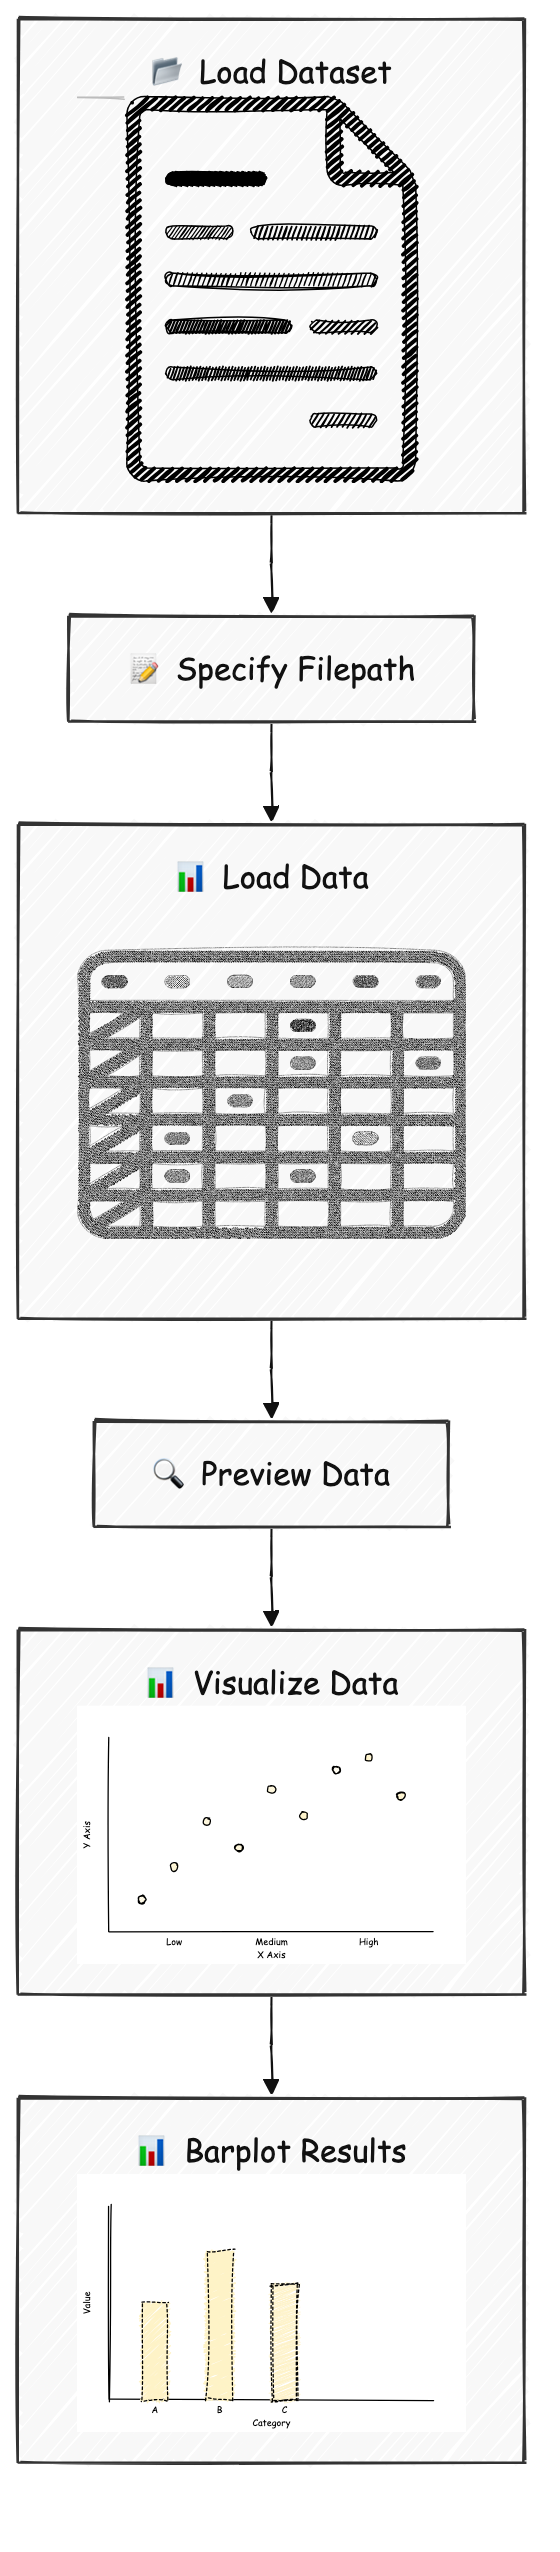 Load Dataset
Specify Filepath
Load Data
Preview Data
Visualize Data
Y Axis
Low Medium High
X Axis
Barplot Results
Value
A B C
Category